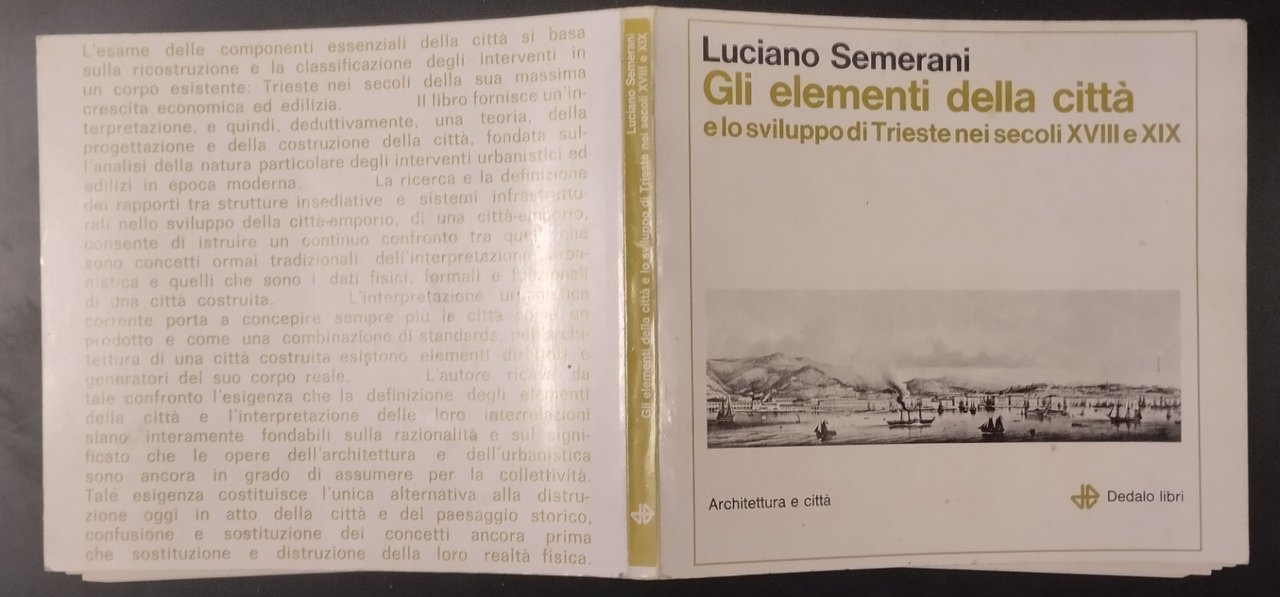 L'esame delle componenti essenziali della città si basa
sulla ricostruzione e la classificazione degli interventi in
un corpo esistente: Trieste nei secoli della sua massima
crescita economica ed edilizia. Il libro fornisce un'in-
terpretazione, e quindi, deduttivamente, una teoria, della
progettazione e della costruzione della città, fondata sul-
l'analisi della natura particolare degli interventi urbanistici ed
edilizi in epoca moderna. La ricerca e la definizione
dei rapporti tra strutture insediative e sistemi infrastruttu-
rali nello sviluppo della città-emporio, di una città-emporio,
consente di istruire un continuo confronto tra quelli che
sono concetti ormai tradizionali dell'interpretazione urba-
nistica e quelli che sono i dati fisici, formali e funzionali
di una città costruita. L'interpretazione urbanistica
corrente porta a concepire sempre più la città come un
prodotto e come una combinazione di standards; nell'archi-
tettura di una città costruita esistono elementi direttori e
generatori del suo corpo reale. L'autore ricava da
tale confronto l'esigenza che la definizione degli elementi
della città e l'interpretazione delle loro interrelazioni
siano interamente fondabili sulla razionalità e sul signi-
ficato che le opere dell'architettura e dell'urbanistica
sono ancora in grado di assumere per la collettività.
Tale esigenza costituisce l'unica alternativa alla distru-
zione oggi in atto della città e del paesaggio storico,
confusione e sostituzione dei concetti ancora prima
che sostituzione e distruzione della loro realtà fisica.
Luciano Semerani
Gli elementi della città e lo sviluppo di Trieste nei secoli XVIII e XIX
Luciano Semerani
Gli elementi della città
e lo sviluppo di Trieste nei secoli XVIII e XIX
Architettura e città
Dedalo libri